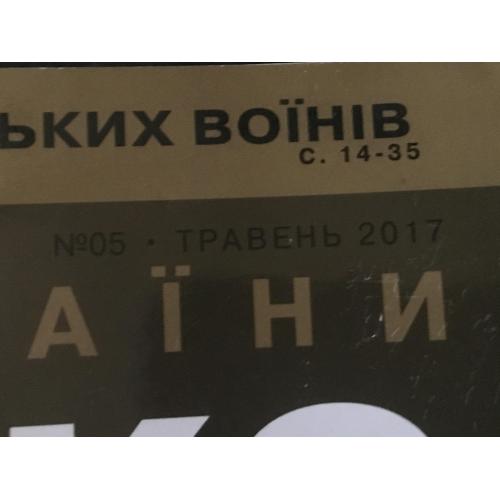 ЬКИХ ВОЇНІВ
С. 14-35
№05 · ТРАВЕНЬ 2017
АЇНИ